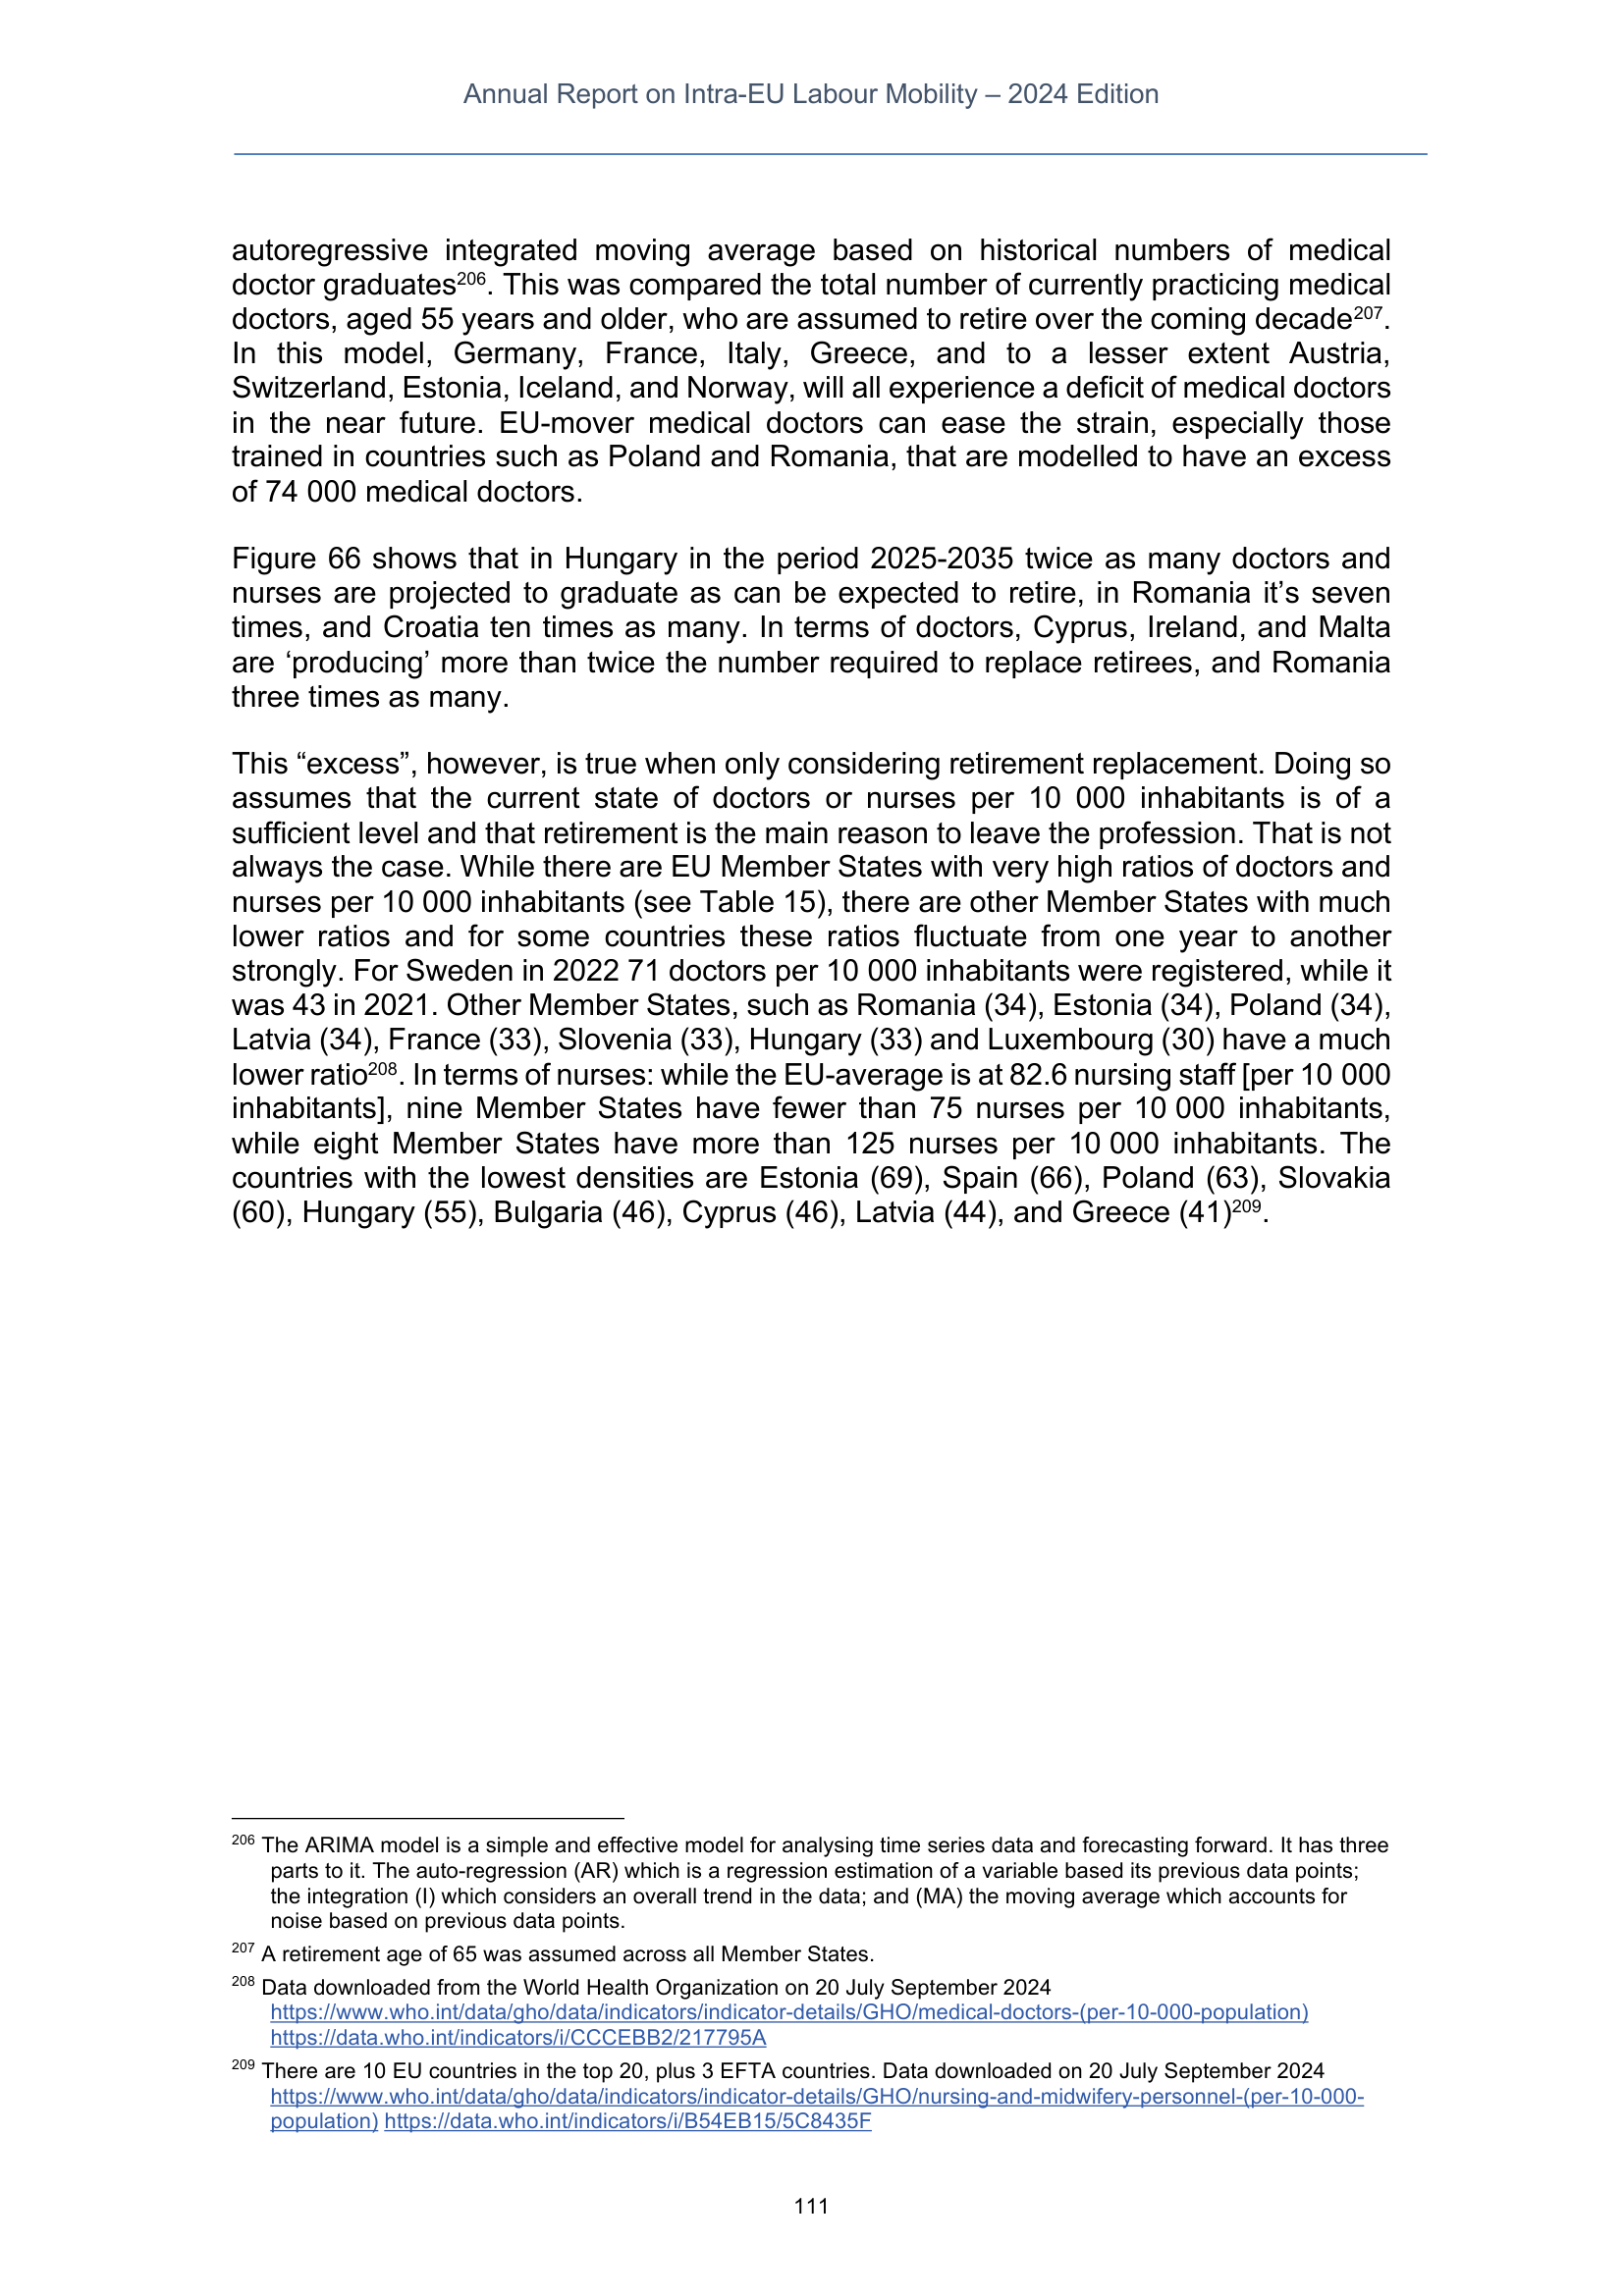 Annual Report on Intra-EU Labour Mobility – 2024 Edition
autoregressive integrated moving average based on historical numbers of medical
doctor graduates206. This was compared the total number of currently practicing medical
doctors, aged 55 years and older, who are assumed to retire over the coming decade207.
In this model, Germany, France, Italy, Greece, and to a lesser extent Austria,
Switzerland, Estonia, Iceland, and Norway, will all experience a deficit of medical doctors
in the near future. EU-mover medical doctors can ease the strain, especially those
trained in countries such as Poland and Romania, that are modelled to have an excess
of 74 000 medical doctors.
Figure 66 shows that in Hungary in the period 2025-2035 twice as many doctors and
nurses are projected to graduate as can be expected to retire, in Romania it’s seven
times, and Croatia ten times as many. In terms of doctors, Cyprus, Ireland, and Malta
are ‘producing’ more than twice the number required to replace retirees, and Romania
three times as many.
This “excess”, however, is true when only considering retirement replacement. Doing so
assumes that the current state of doctors or nurses per 10 000 inhabitants is of a
sufficient level and that retirement is the main reason to leave the profession. That is not
always the case. While there are EU Member States with very high ratios of doctors and
nurses per 10 000 inhabitants (see Table 15), there are other Member States with much
lower ratios and for some countries these ratios fluctuate from one year to another
strongly. For Sweden in 2022 71 doctors per 10 000 inhabitants were registered, while it
was 43 in 2021. Other Member States, such as Romania (34), Estonia (34), Poland (34),
Latvia (34), France (33), Slovenia (33), Hungary (33) and Luxembourg (30) have a much
lower ratio208. In terms of nurses: while the EU-average is at 82.6 nursing staff [per 10 000
inhabitants], nine Member States have fewer than 75 nurses per 10 000 inhabitants,
while eight Member States have more than 125 nurses per 10 000 inhabitants. The
countries with the lowest densities are Estonia (69), Spain (66), Poland (63), Slovakia
(60), Hungary (55), Bulgaria (46), Cyprus (46), Latvia (44), and Greece (41)209.
206 The ARIMA model is a simple and effective model for analysing time series data and forecasting forward. It has three
parts to it. The auto-regression (AR) which is a regression estimation of a variable based its previous data points;
the integration (I) which considers an overall trend in the data; and (MA) the moving average which accounts for
noise based on previous data points.
207 A retirement age of 65 was assumed across all Member States.
208 Data downloaded from the World Health Organization on 20 July September 2024
https://www.who.int/data/gho/data/indicators/indicator-details/GHO/medical-doctors-(per-10-000-population)
https://data.who.int/indicators/i/CCCEBB2/217795A
209 There are 10 EU countries in the top 20, plus 3 EFTA countries. Data downloaded on 20 July September 2024
https://www.who.int/data/gho/data/indicators/indicator-details/GHO/nursing-and-midwifery-personnel-(per-10-000-
population) https://data.who.int/indicators/i/B54EB15/5C8435F
111